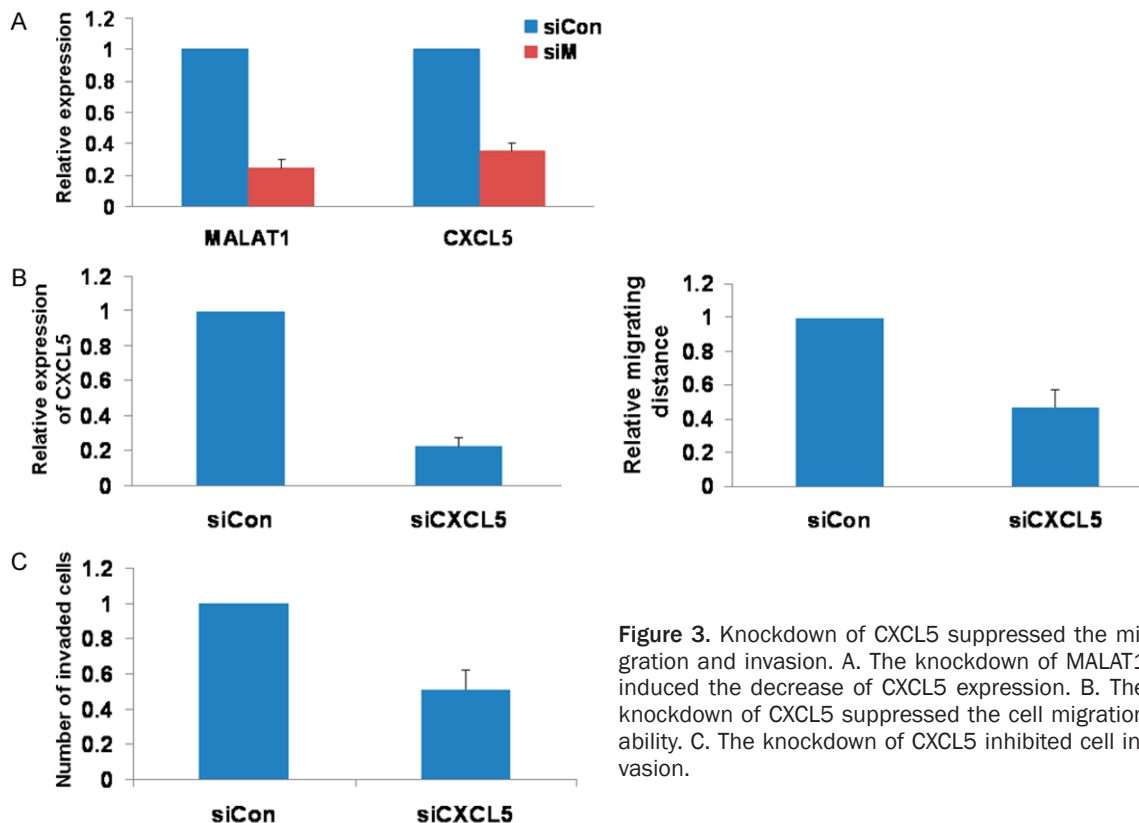 A
Relative expression
1.2
1
0.8
0.6
0.4
0.2
0
siCon
siM
MALAT1 CXCL5
B
Relative expression
of CXCL5
1.2
1
0.8
0.6
0.4
0.2
0
siCon siCXCL5
Relative migrating
distance
1.2
1
0.8
0.6
0.4
0.2
0
siCon siCXCL5
C
Number of invaded cells
1.2
1
0.8
0.6
0.4
0.2
0
siCon siCXCL5
Figure 3. Knockdown of CXCL5 suppressed the mi
gration and invasion. A. The knockdown of MALAT1
induced the decrease of CXCL5 expression. B. The
knockdown of CXCL5 suppressed the cell migration
ability. C. The knockdown of CXCL5 inhibited cell in
vasion.